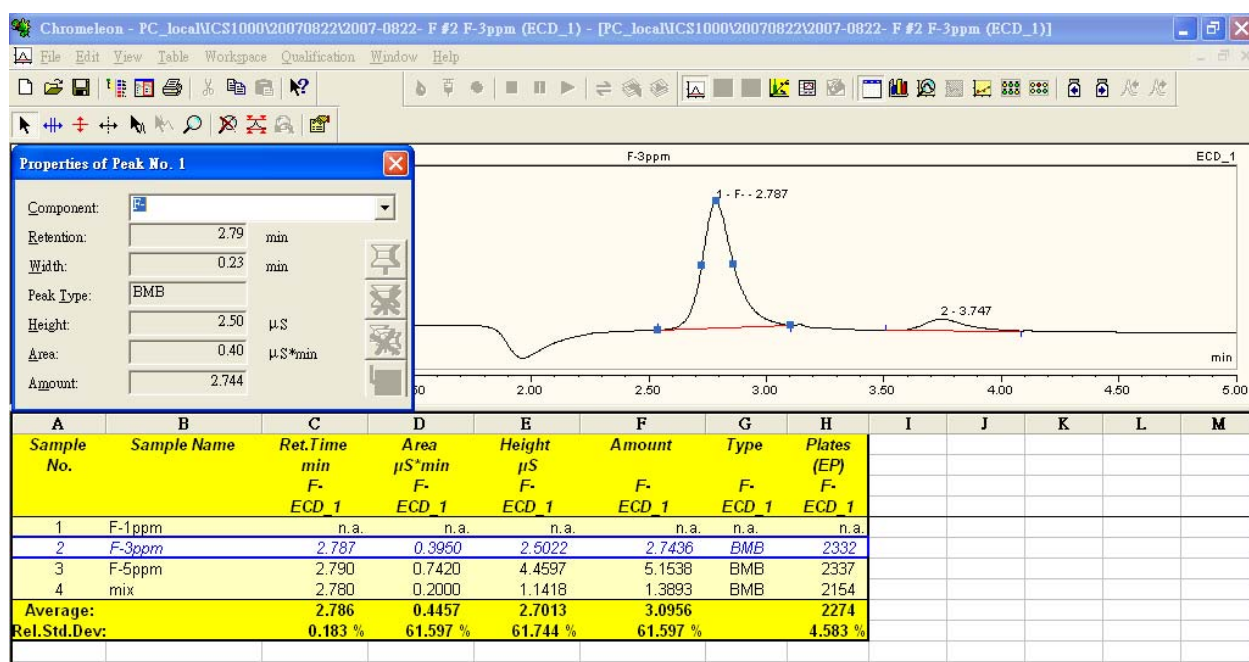 Chromeleon - PC_local\ICS1000\20070822\2007-0822- F #2 F-3ppm (ECD_1) - [PC_local\ICS1000\20070822\2007-0822- F #2 F-3ppm (ECD_1)]
File Edit View Table Workspace Qualification Window Help
Properties of Peak No. 1
Component: F-
Retention: 2.79 min
Width: 0.23 min
Peak Type: BMB
Height: 2.50 µS
Area: 0.40 µS*min
Amount: 2.744
F-3ppm ECD_1
1 - F- - 2.787
2 - 3.747
min
2.00 2.50 3.00 3.50 4.00 4.50 5.00
A B C D E F G H I J K L M
Sample Sample Name Ret.Time Area Height Amount Type Plates
No. min µS*min µS (EP)
F- F- F- F- F- F-
ECD_1 ECD_1 ECD_1 ECD_1 ECD_1 ECD_1
1 F-1ppm n.a. n.a. n.a. n.a. n.a. n.a.
2 F-3ppm 2.787 0.3950 2.5022 2.7436 BMB 2332
3 F-5ppm 2.790 0.7420 4.4597 5.1538 BMB 2337
4 mix 2.780 0.2000 1.1418 1.3893 BMB 2154
Average: 2.786 0.4457 2.7013 3.0956 2274
Rel.Std.Dev: 0.183 % 61.597 % 61.744 % 61.597 % 4.583 %